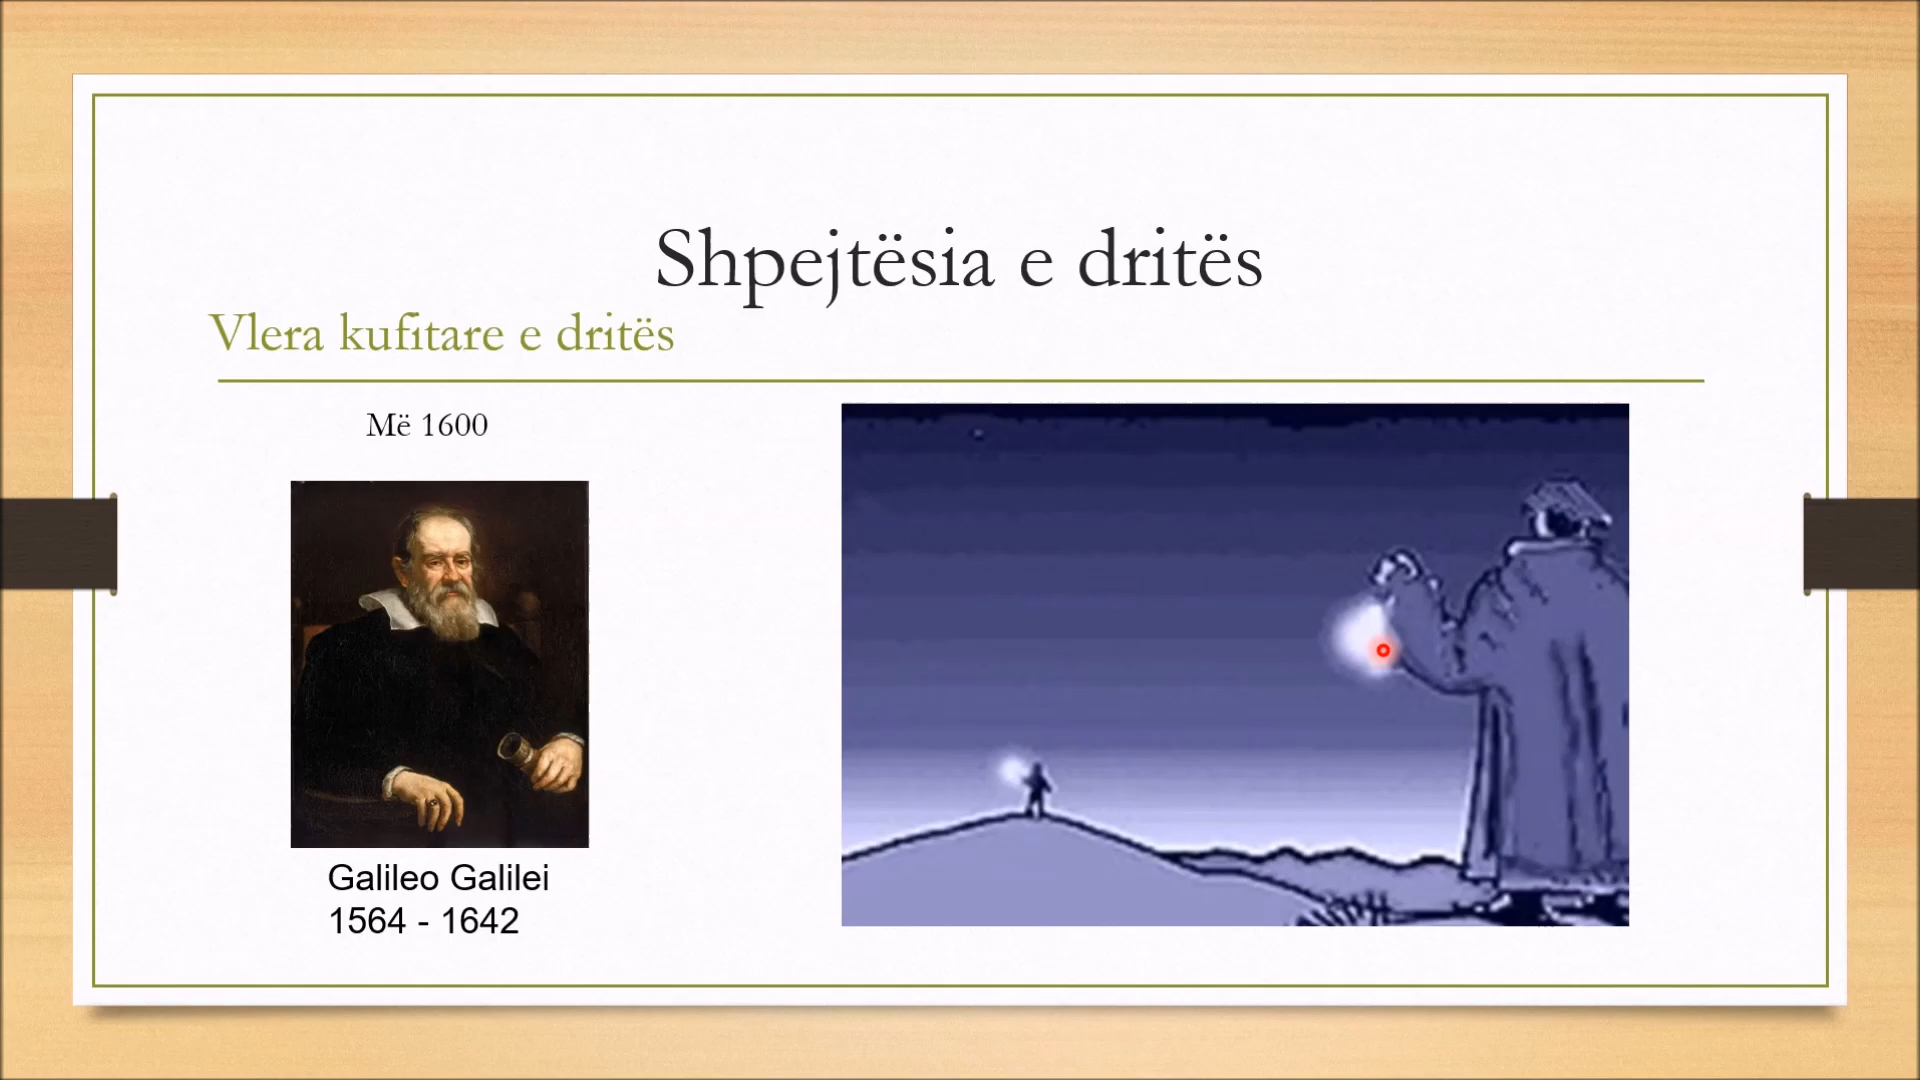 Shpejtësia e dritës
Vlera kufitare e dritës
Më 1600
Galileo Galilei
1564 - 1642